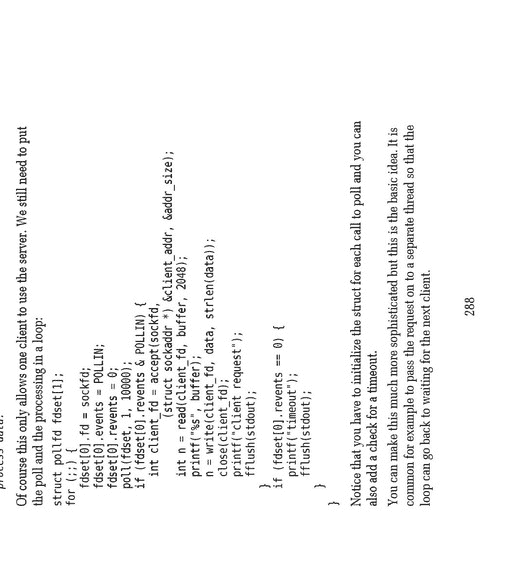 process data.
Of course this only allows one client to use the server. We still need to put
the poll and the processing in a loop:
struct pollfd fdset[1];
for (;;) {
fdset[0].fd = sockfd;
fdset[0].events = POLLIN;
fdset[0].revents = 0;
poll(fdset, 1, 10000);
if (fdset[0].revents & POLLIN) {
int client_fd = accept(sockfd,
(struct sockaddr *) &client_addr, &addr_size);
int n = read(client_fd, buffer, 2048);
printf("%s", buffer);
n = write(client_fd, data, strlen(data));
close(client_fd);
printf("client request");
fflush(stdout);
}
if (fdset[0].revents == 0) {
printf("timeout");
fflush(stdout);
}
}
}
Notice that you have to initialize the struct for each call to poll and you can
also add a check for a timeout.
You can make this much more sophisticated but this is the basic idea. It is
common for example to pass the request on to a separate thread so that the
loop can go back to waiting for the next client.
288